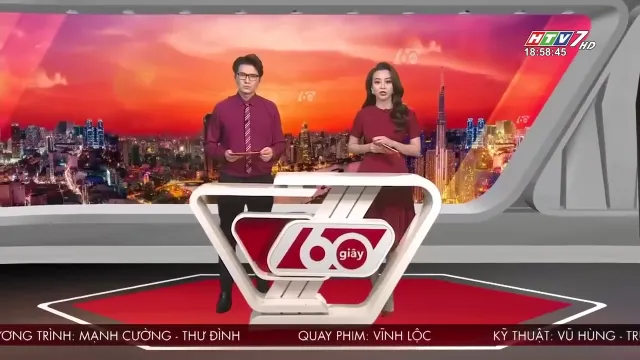 HTV7 HD
18:58:45
60
giây
ƯƠNG TRÌNH: MẠNH CƯỜNG - THƯ ĐÌNH QUAY PHIM: VĨNH LỘC KỸ THUẬT: VŨ HÙNG - TR